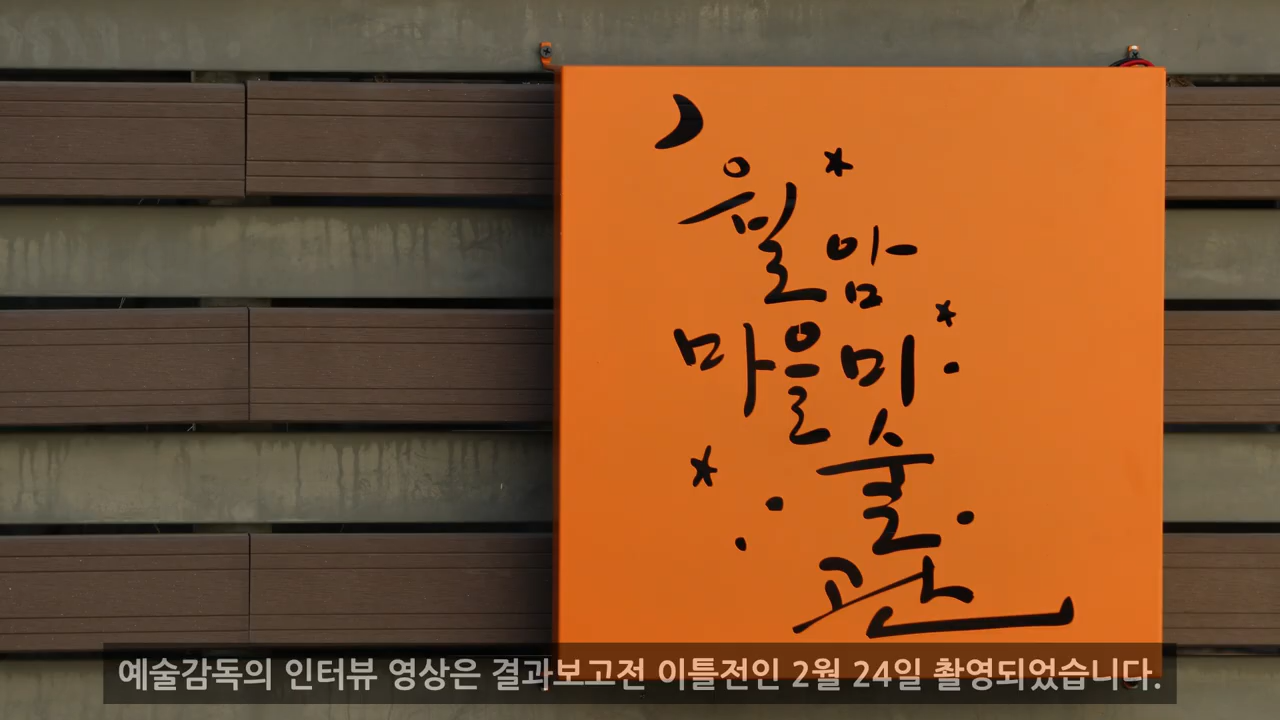 월암
마을미
술
관
예술감독의 인터뷰 영상은 결과보고전 이틀전인 2월 24일 촬영되었습니다.